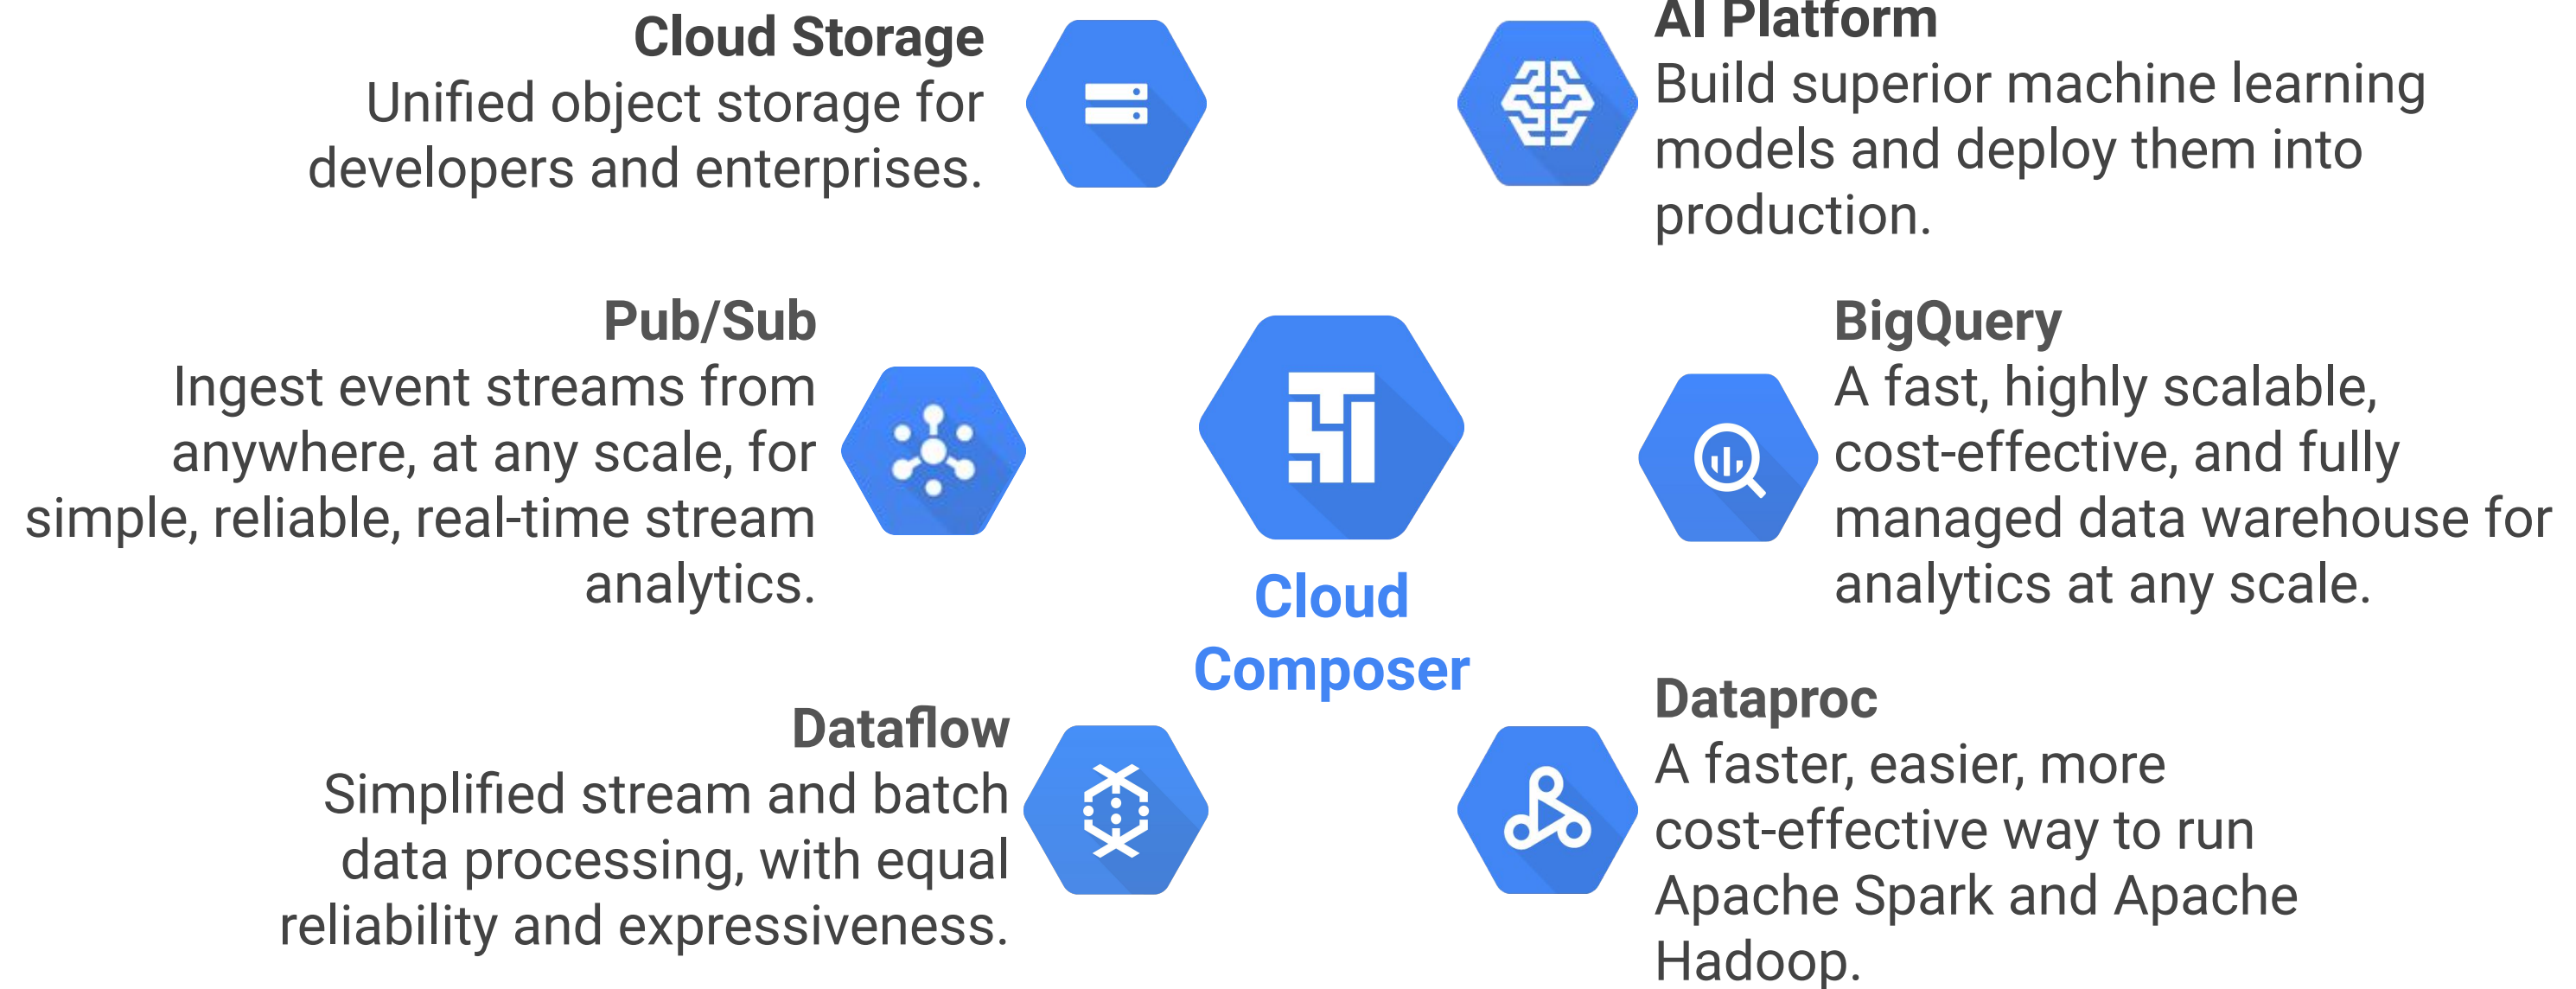 Cloud Storage
Unified object storage for
developers and enterprises.
AI Platform
Build superior machine learning
models and deploy them into
production.
Pub/Sub
Ingest event streams from
anywhere, at any scale, for
simple, reliable, real-time stream
analytics.
Cloud
Composer
BigQuery
A fast, highly scalable,
cost-effective, and fully
managed data warehouse for
analytics at any scale.
Dataflow
Simplified stream and batch
data processing, with equal
reliability and expressiveness.
Dataproc
A faster, easier, more
cost-effective way to run
Apache Spark and Apache
Hadoop.